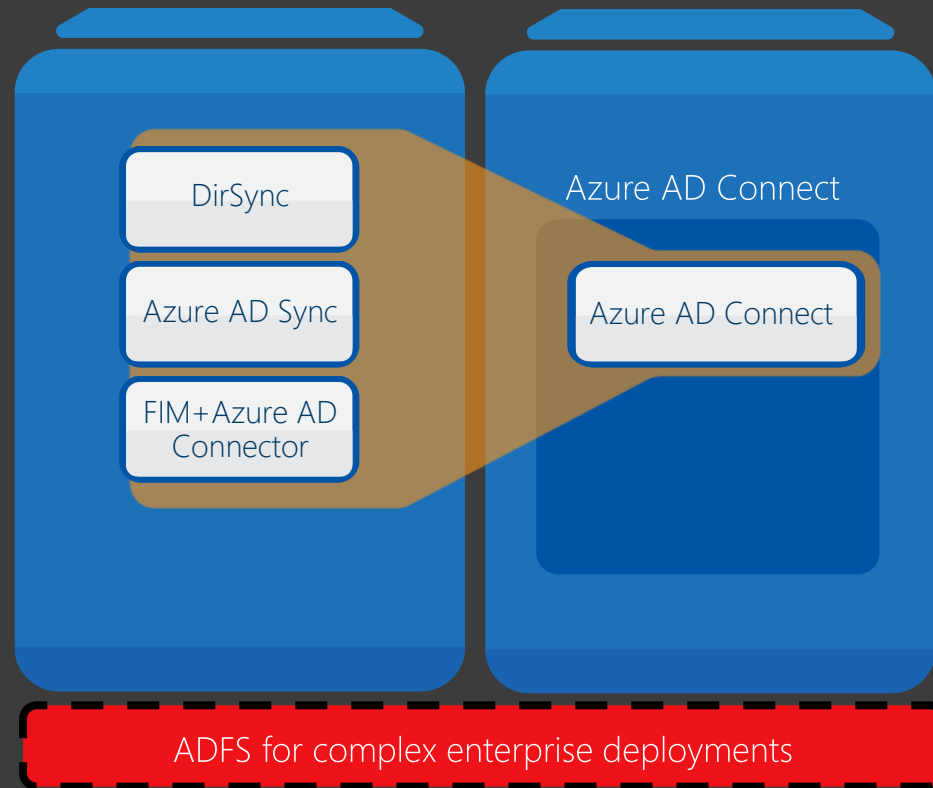 DirSync
Azure AD Sync
FIM+Azure AD
Connector
Azure AD Connect
Azure AD Connect
ADFS for complex enterprise deployments